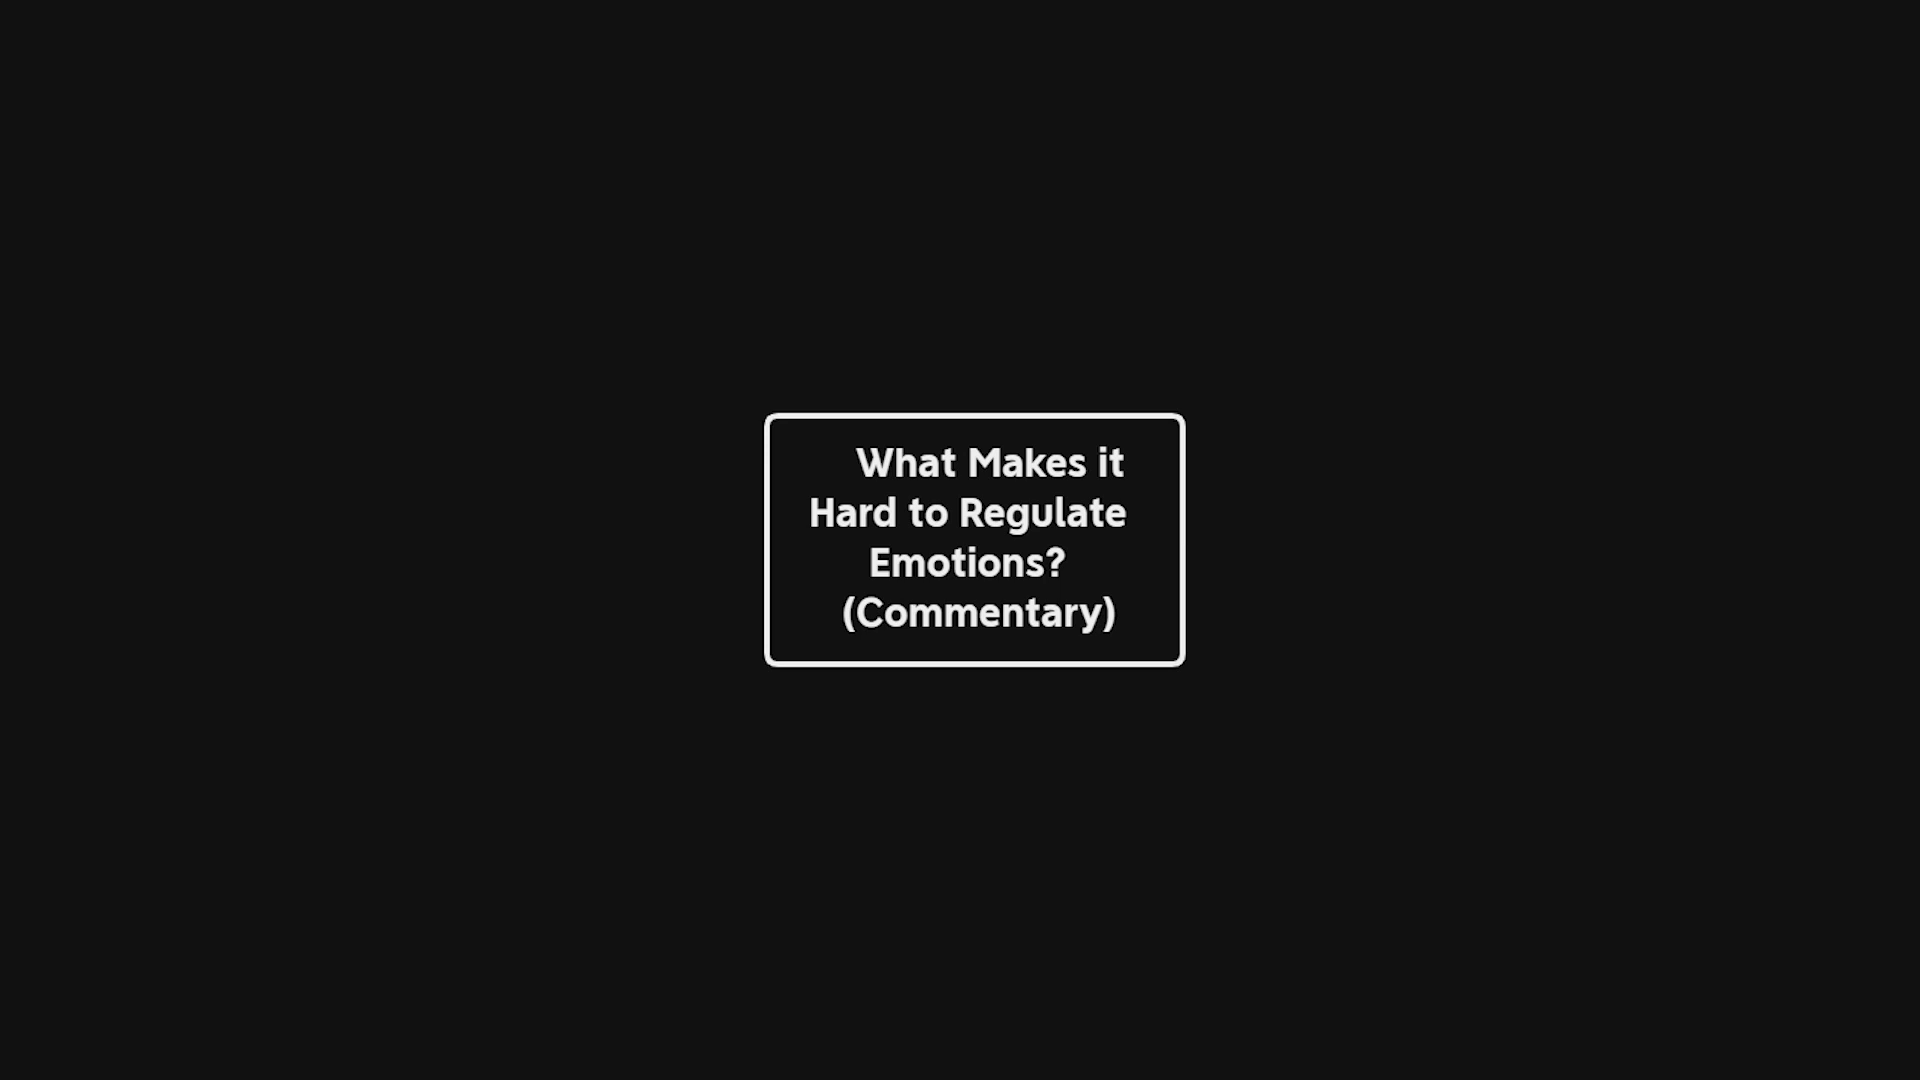 What Makes it
Hard to Regulate
Emotions?
(Commentary)